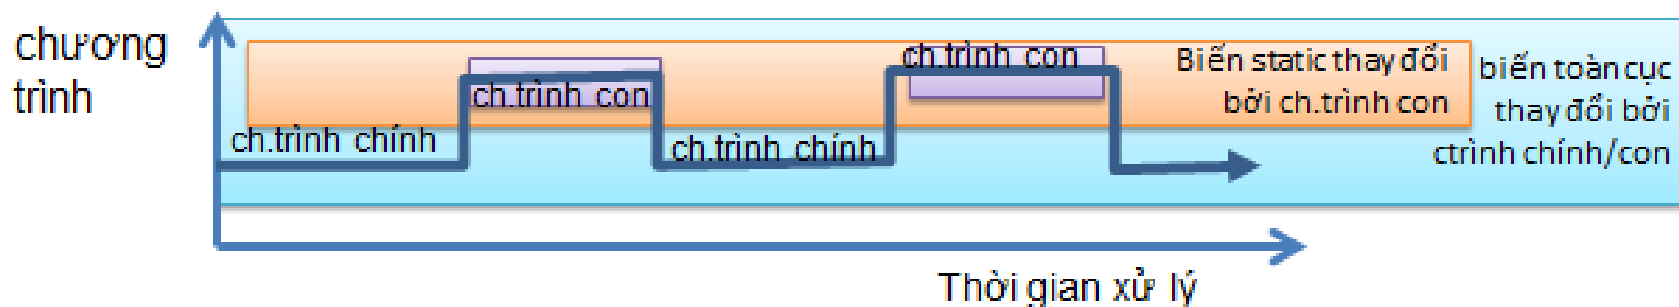 chương
trình
ch.trình chính
ch.trình con
ch.trình chính
ch.trình con
Biến static thay đổi
bởi ch.trình con
biến toàn cục
thay đổi bởi
ctrình chính/con
Thời gian xử lý